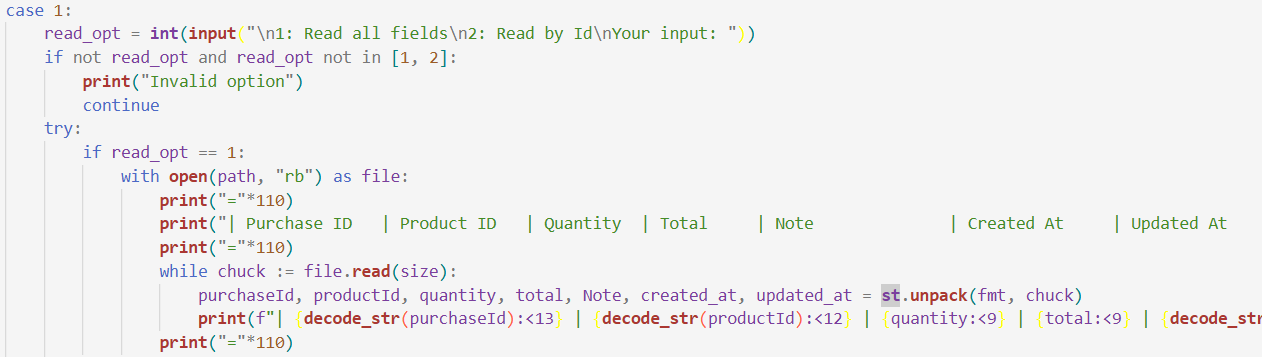 case 1:
    read_opt = int(input("\n1: Read all fields\n2: Read by Id\nYour input: "))
    if not read_opt and read_opt not in [1, 2]:
        print("Invalid option")
        continue
    try:
        if read_opt == 1:
            with open(path, "rb") as file:
                print("="*110)
                print("| Purchase ID   | Product ID   | Quantity  | Total     | Note              | Created At     | Updated At
                print("="*110)
                while chuck := file.read(size):
                    purchaseId, productId, quantity, total, Note, created_at, updated_at = st.unpack(fmt, chuck)
                    print(f"| {decode_str(purchaseId):<13} | {decode_str(productId):<12} | {quantity:<9} | {total:<9} | {decode_str
                print("="*110)